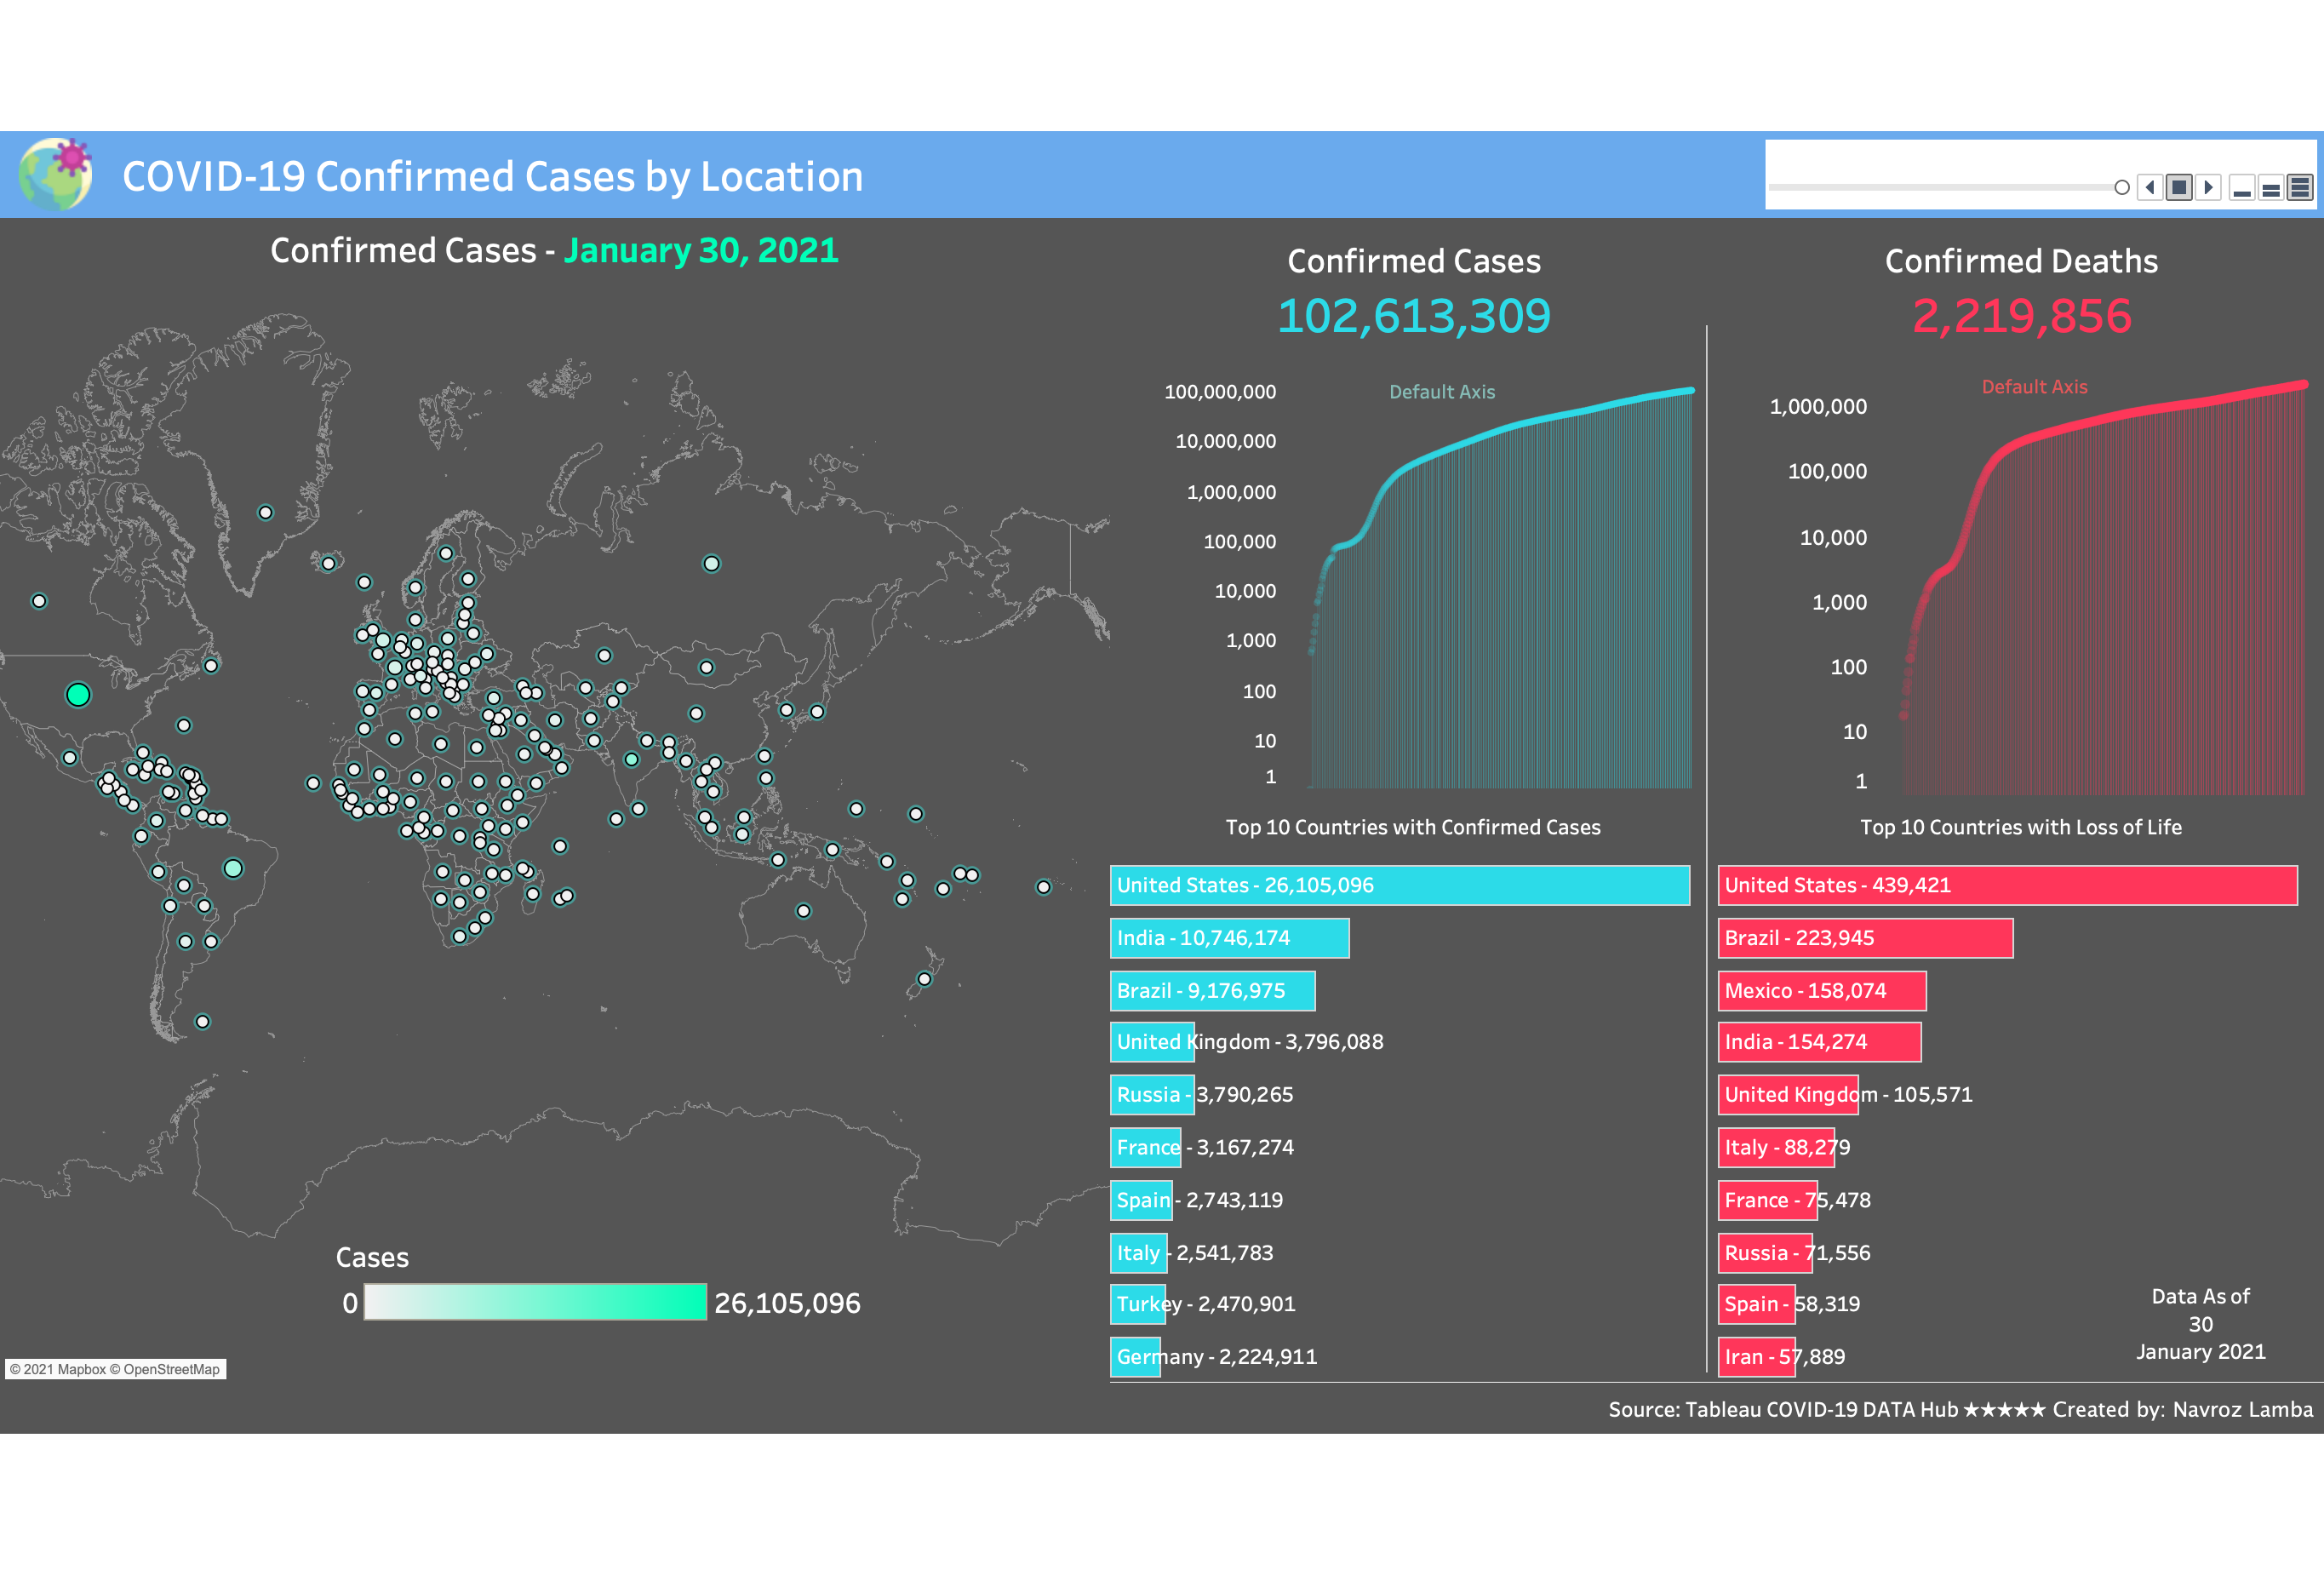 COVID-19 Confirmed Cases by Location
Confirmed Cases - January 30, 2021
Cases
0
26,105,096
© 2021 Mapbox © OpenStreetMap
Confirmed Cases
102,613,309
Default Axis
100,000,000
10,000,000
1,000,000
100,000
10,000
1,000
100
10
1
Top 10 Countries with Confirmed Cases
United States - 26,105,096
India - 10,746,174
Brazil - 9,176,975
United Kingdom - 3,796,088
Russia - 3,790,265
France - 3,167,274
Spain - 2,743,119
Italy - 2,541,783
Turkey - 2,470,901
Germany - 2,224,911
Confirmed Deaths
2,219,856
Default Axis
1,000,000
100,000
10,000
1,000
100
10
1
Top 10 Countries with Loss of Life
United States - 439,421
Brazil - 223,945
Mexico - 158,074
India - 154,274
United Kingdom - 105,571
Italy - 88,279
France - 75,478
Russia - 71,556
Spain - 58,319
Iran - 57,889
Data As of
30
January 2021
Source: Tableau COVID-19 DATA Hub ★★★★★ Created by: Navroz Lamba